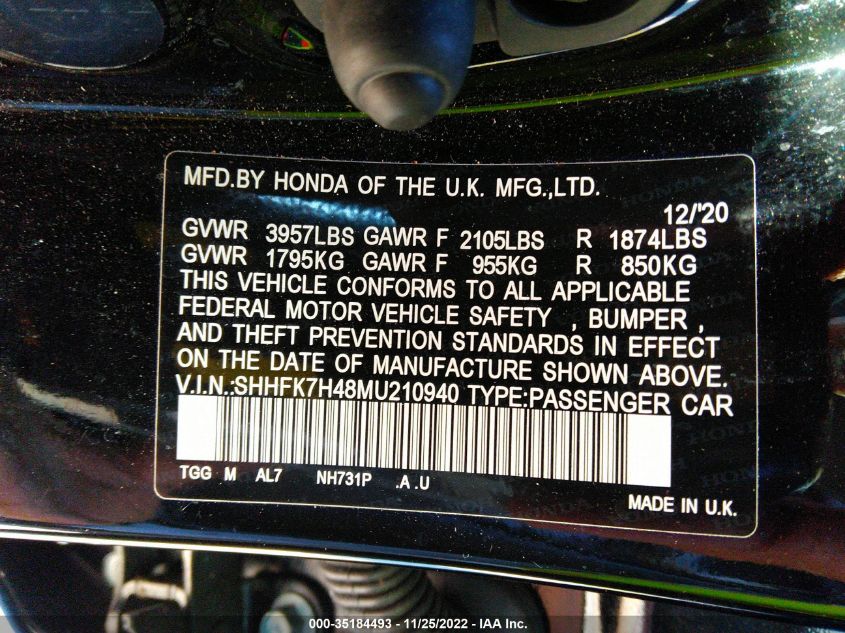 MFD.BY HONDA OF THE U.K. MFG.,LTD.
12/'20
GVWR 3957LBS GAWR F 2105LBS R 1874LBS
GVWR 1795KG GAWR F 955KG R 850KG
THIS VEHICLE CONFORMS TO ALL APPLICABLE
FEDERAL MOTOR VEHICLE SAFETY , BUMPER ,
AND THEFT PREVENTION STANDARDS IN EFFECT
ON THE DATE OF MANUFACTURE SHOWN ABOVE.
V.I.N.:SHHFK7H48MU210940 TYPE:PASSENGER CAR
TGG M AL7 NH731P .A .U
MADE IN U.K.
000-35184493 - 11/25/2022 - IAA Inc.